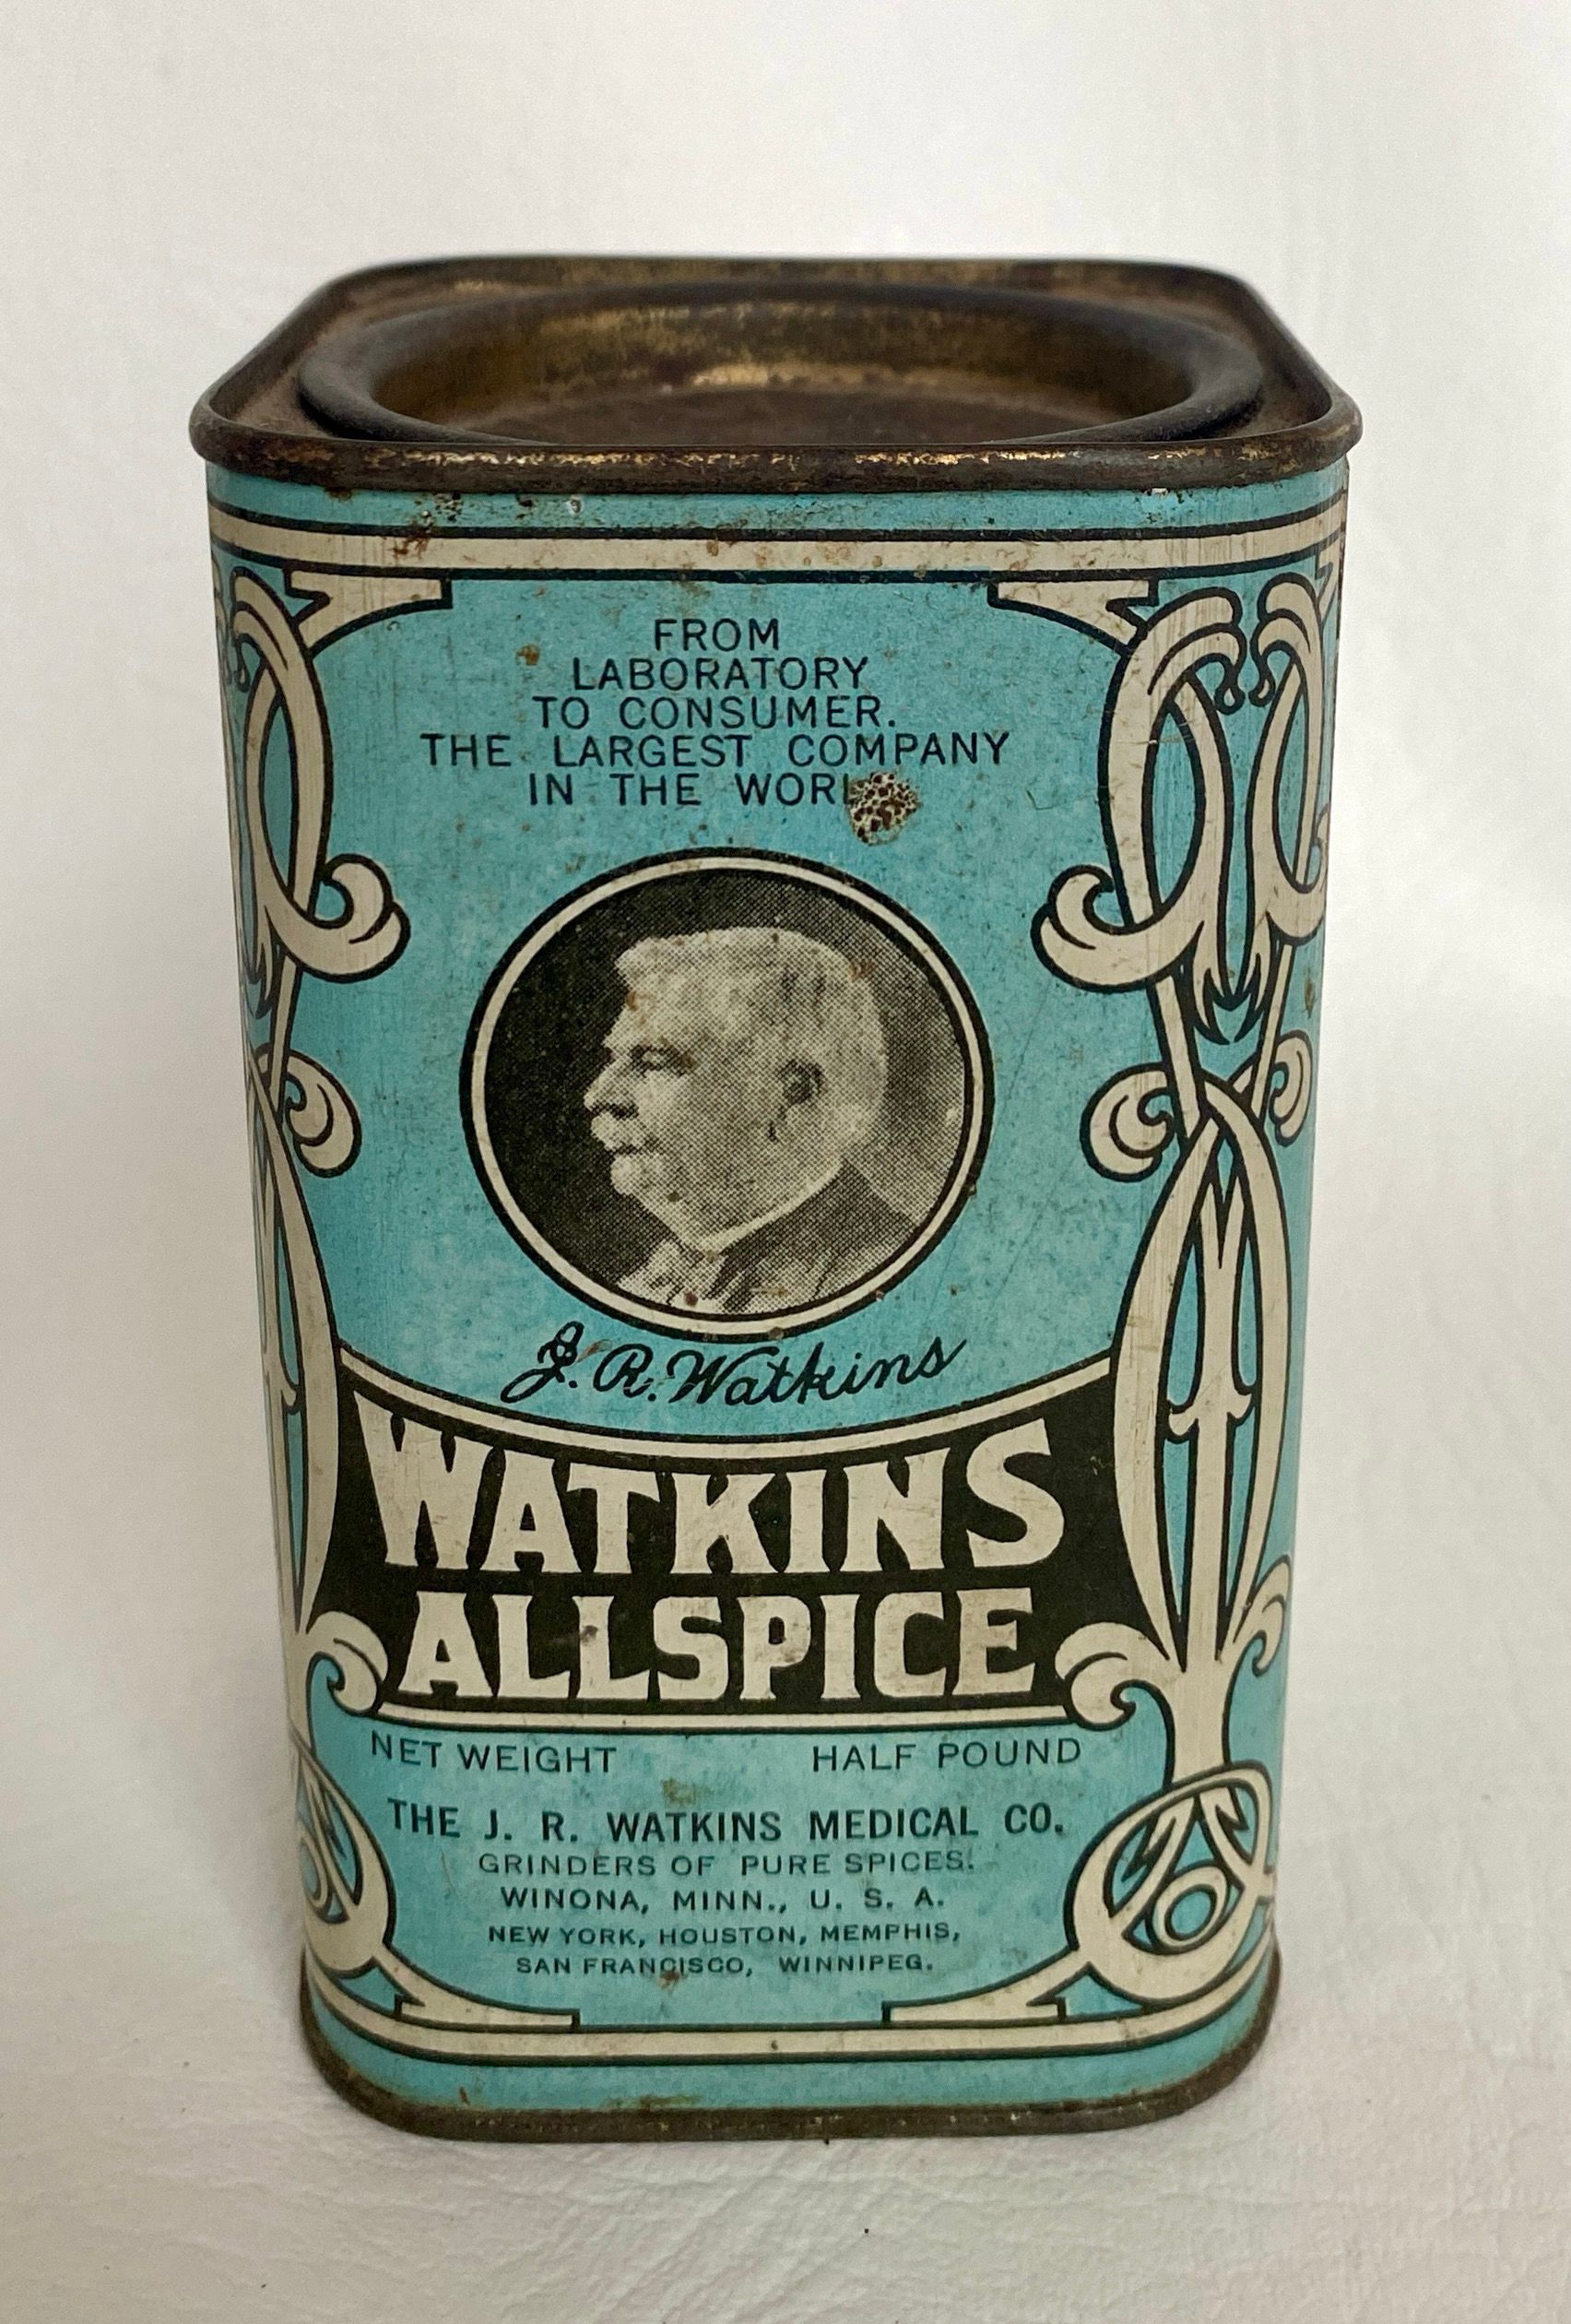 FROM
LABORATORY
TO CONSUMER.
THE LARGEST COMPANY
IN THE
J. R. Watkins
WATKINS
ALLSPICE
NET WEIGHT HALF POUND
THE J. R. WATKINS MEDICAL CO.
GRINDERS OF PURE SPICES.
WINONA, MINN., U. S. A.
NEW YORK, HOUSTON, MEMPHIS,
SAN FRANCISCO, WINNIPEG.